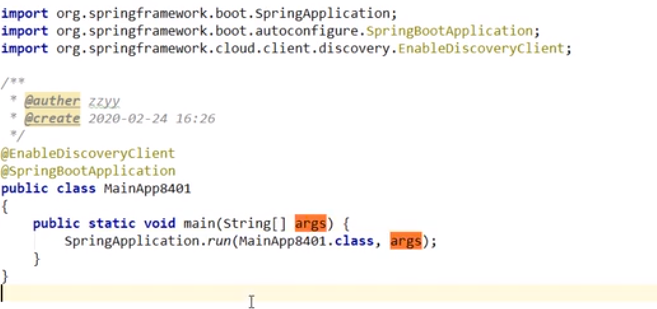 import org.springframework.boot.SpringApplication;
import org.springframework.boot.autoconfigure.SpringBootApplication;
import org.springframework.cloud.client.discovery.EnableDiscoveryClient;
/**
* @auther zzyy
* @create 2020-02-24 16:26
*/
@EnableDiscoveryClient
@SpringBootApplication
public class MainApp8401
{
public static void main(String[] args) {
SpringApplication.run(MainApp8401.class, args);
}
}